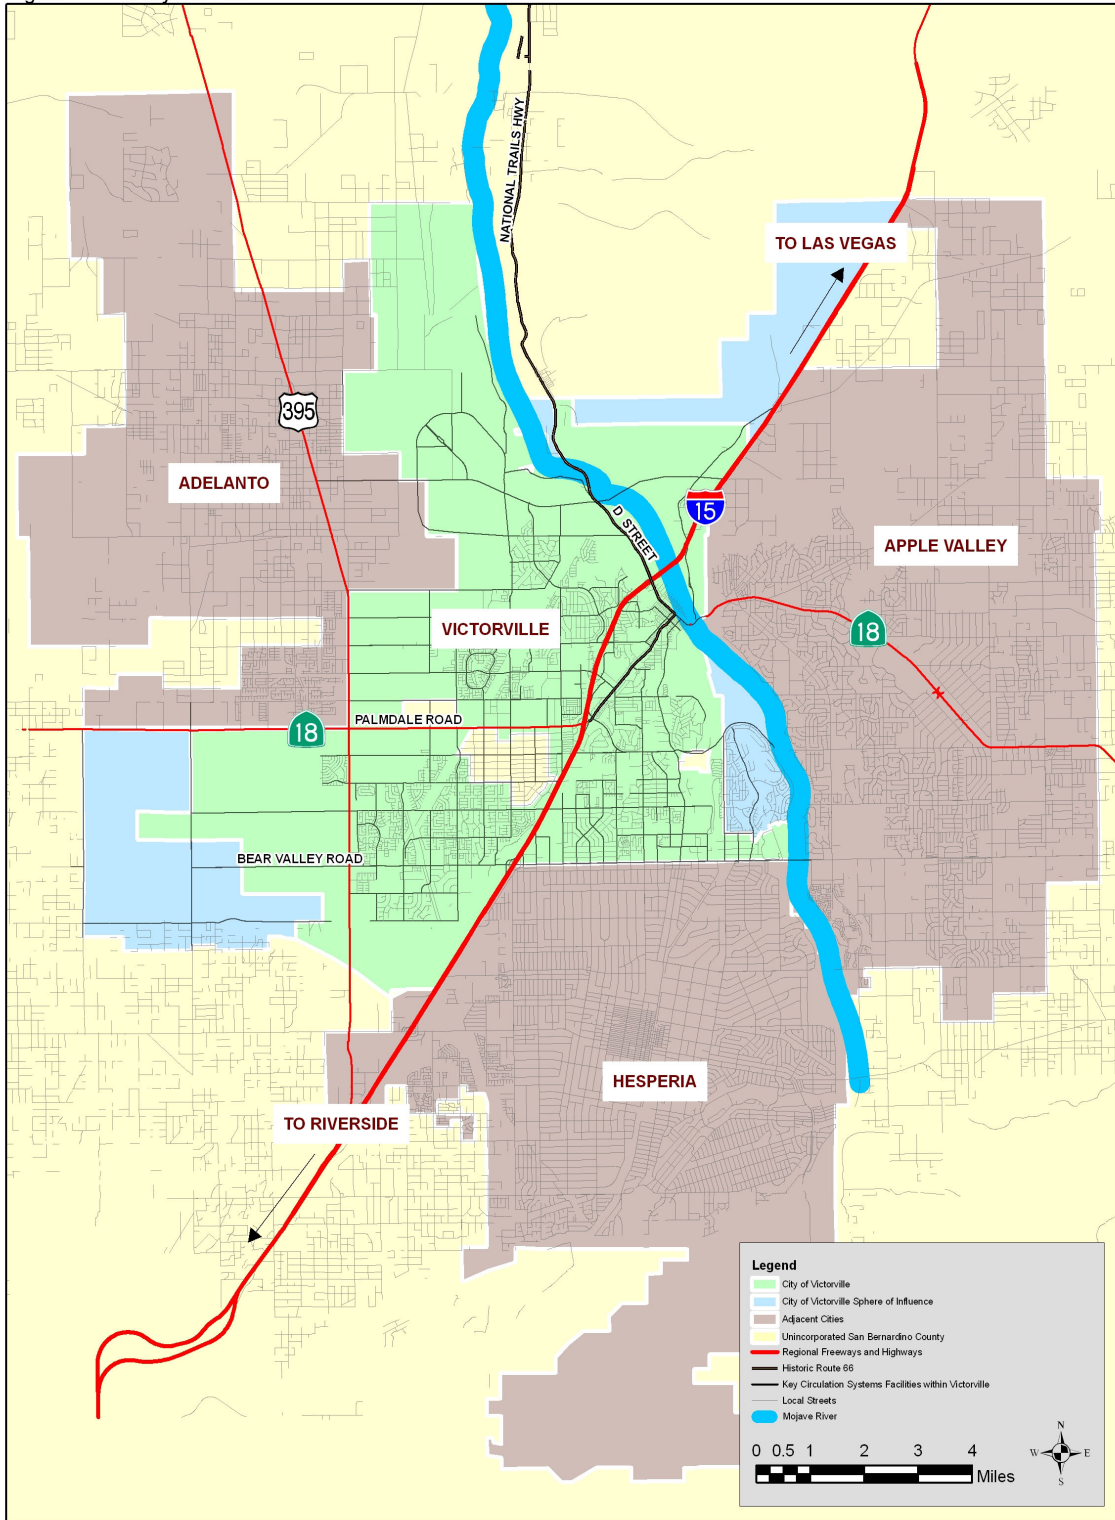 NATIONAL TRAILS HWY
TO LAS VEGAS
395
ADELANTO
15
D STREET
APPLE VALLEY
VICTORVILLE
18
PALMDALE ROAD
18
BEAR VALLEY ROAD
HESPERIA
TO RIVERSIDE
Legend
City of Victorville
City of Victorville Sphere of Influence
Adjacent Cities
Unincorporated San Bernardino County
Regional Freeways and Highways
Historic Route 66
Key Circulation Systems Facilities within Victorville
Local Streets
Mojave River
0 0.5 1 2 3 4
Miles
N
W E
S